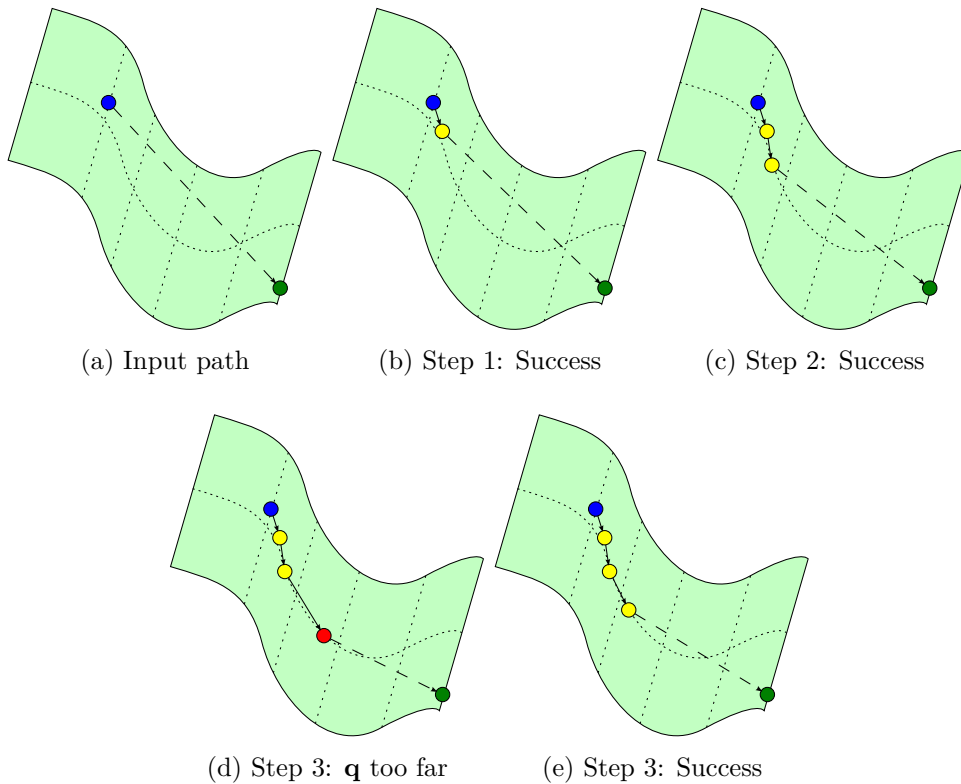 (a) Input path
(b) Step 1: Success
(c) Step 2: Success
(d) Step 3: q too far
(e) Step 3: Success